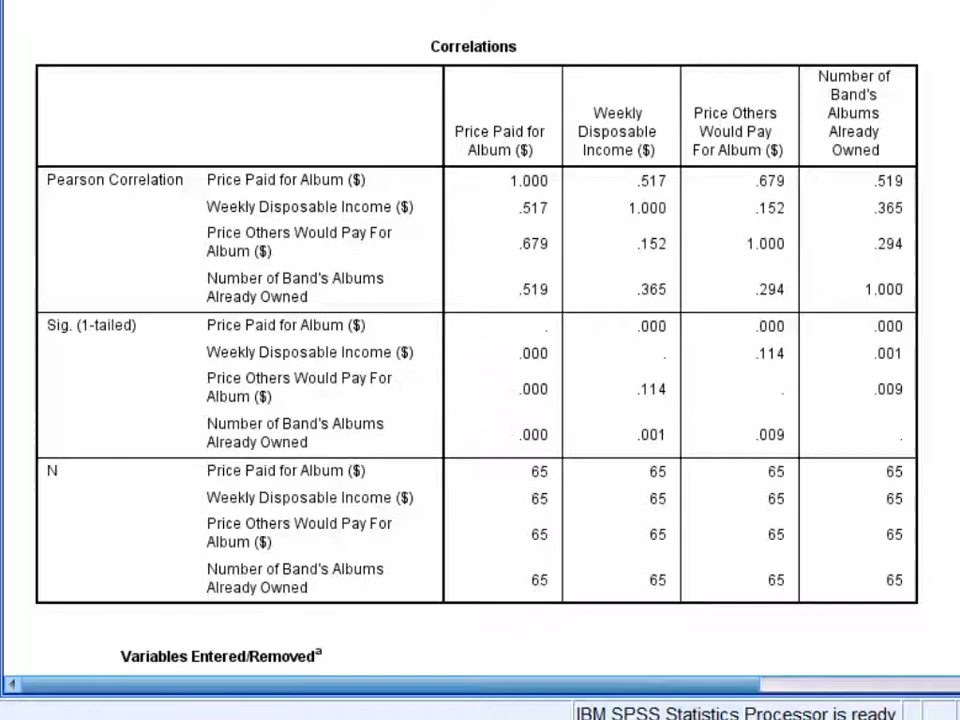 Correlations
Price Paid for Album ($) Weekly Disposable Income ($) Price Others Would Pay For Album ($) Number of Band's Albums Already Owned
Pearson Correlation Price Paid for Album ($) 1.000 .517 .679 .519
Weekly Disposable Income ($) .517 1.000 .152 .365
Price Others Would Pay For Album ($) .679 .152 1.000 .294
Number of Band's Albums Already Owned .519 .365 .294 1.000
Sig. (1-tailed) Price Paid for Album ($) . .000 .000 .000
Weekly Disposable Income ($) .000 . .114 .001
Price Others Would Pay For Album ($) .000 .114 . .009
Number of Band's Albums Already Owned .000 .001 .009 .
N Price Paid for Album ($) 65 65 65 65
Weekly Disposable Income ($) 65 65 65 65
Price Others Would Pay For Album ($) 65 65 65 65
Number of Band's Albums Already Owned 65 65 65 65
Variables Entered/Removedᵃ
IBM SPSS Statistics Processor is ready